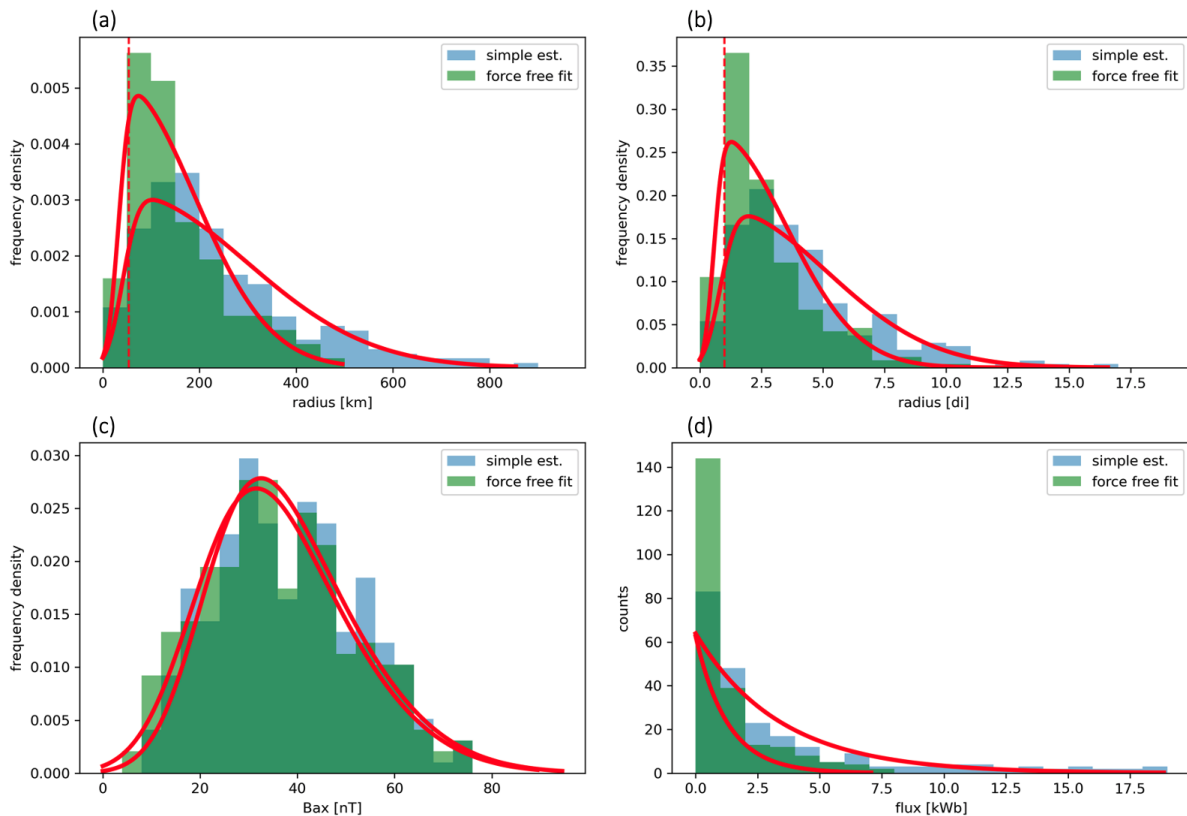 (a)
simple est.
force free fit
0.005
0.004
0.003
0.002
0.001
0.000
frequency density
0 200 400 600 800
radius [km]
(b)
simple est.
force free fit
0.35
0.30
0.25
0.20
0.15
0.10
0.05
0.00
frequency density
0.0 2.5 5.0 7.5 10.0 12.5 15.0 17.5
radius [di]
(c)
simple est.
force free fit
0.030
0.025
0.020
0.015
0.010
0.005
0.000
frequency density
0 20 40 60 80
Bax [nT]
(d)
simple est.
force free fit
140
120
100
80
60
40
20
0
counts
0.0 2.5 5.0 7.5 10.0 12.5 15.0 17.5
flux [kWb]